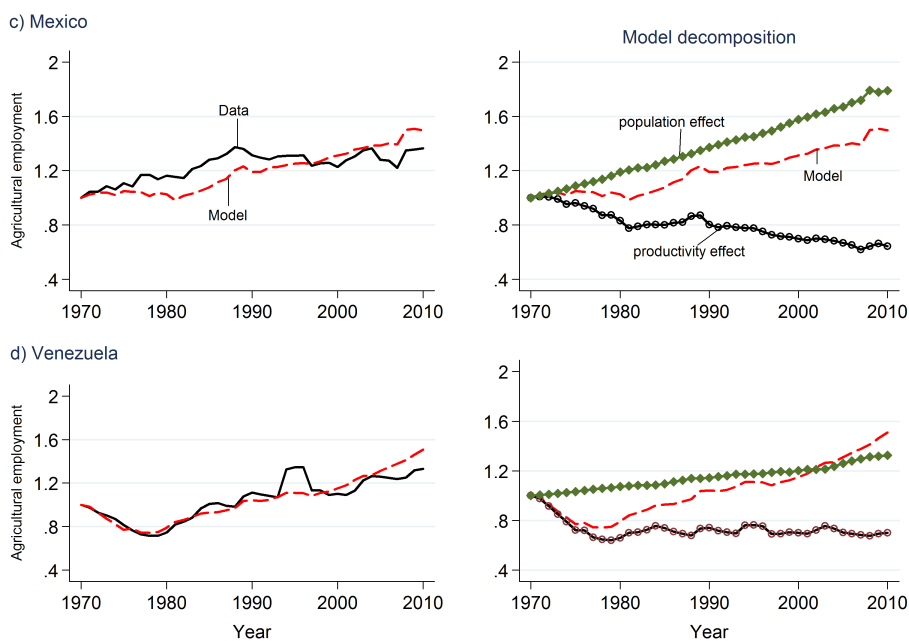 c) Mexico
Model decomposition
Agricultural employment
2
1.6
1.2
.8
.4
Data
Model
1970 1980 1990 2000 2010
2
1.6
1.2
.8
.4
population effect
Model
productivity effect
1970 1980 1990 2000 2010
d) Venezuela
Agricultural employment
2
1.6
1.2
.8
.4
1970 1980 1990 2000 2010
Year
2
1.6
1.2
.8
.4
1970 1980 1990 2000 2010
Year